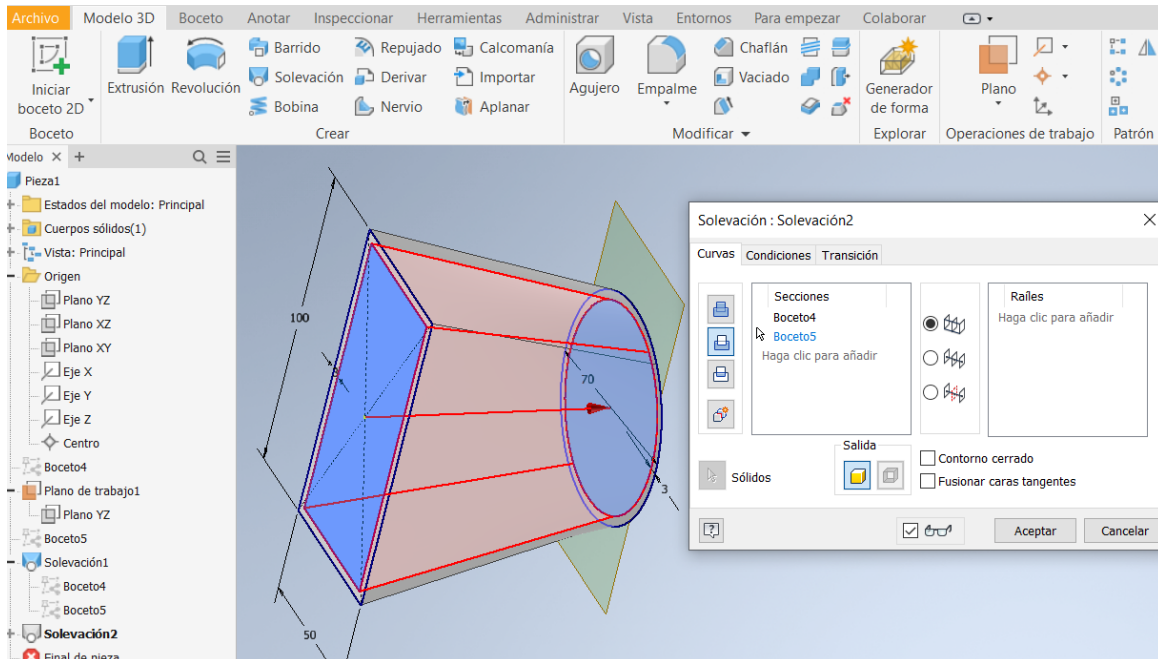 Archivo Modelo 3D Boceto Anotar Inspeccionar Herramientas Administrar Vista Entornos Para empezar Colaborar
Iniciar
boceto 2D
Extrusión
Revolución
Barrido
Solevación
Bobina
Repujado
Derivar
Nervio
Calcomanía
Importar
Aplanar
Agujero
Empalme
Chaflán
Vaciado
Generador
de forma
Plano
Boceto Crear Modificar Explorar Operaciones de trabajo Patrón
Modelo × +
Pieza1
Estados del modelo: Principal
Cuerpos sólidos(1)
Vista: Principal
Origen
Plano YZ
Plano XZ
Plano XY
Eje X
Eje Y
Eje Z
Centro
Boceto4
Plano de trabajo1
Plano YZ
Boceto5
Solevación1
Boceto4
Boceto5
Solevación2
Final de pieza
100
70
3
50
Solevación : Solevación2
Curvas Condiciones Transición
Secciones
Boceto4
Boceto5
Haga clic para añadir
Raíles
Haga clic para añadir
Sólidos
Salida
Contorno cerrado
Fusionar caras tangentes
Aceptar
Cancelar